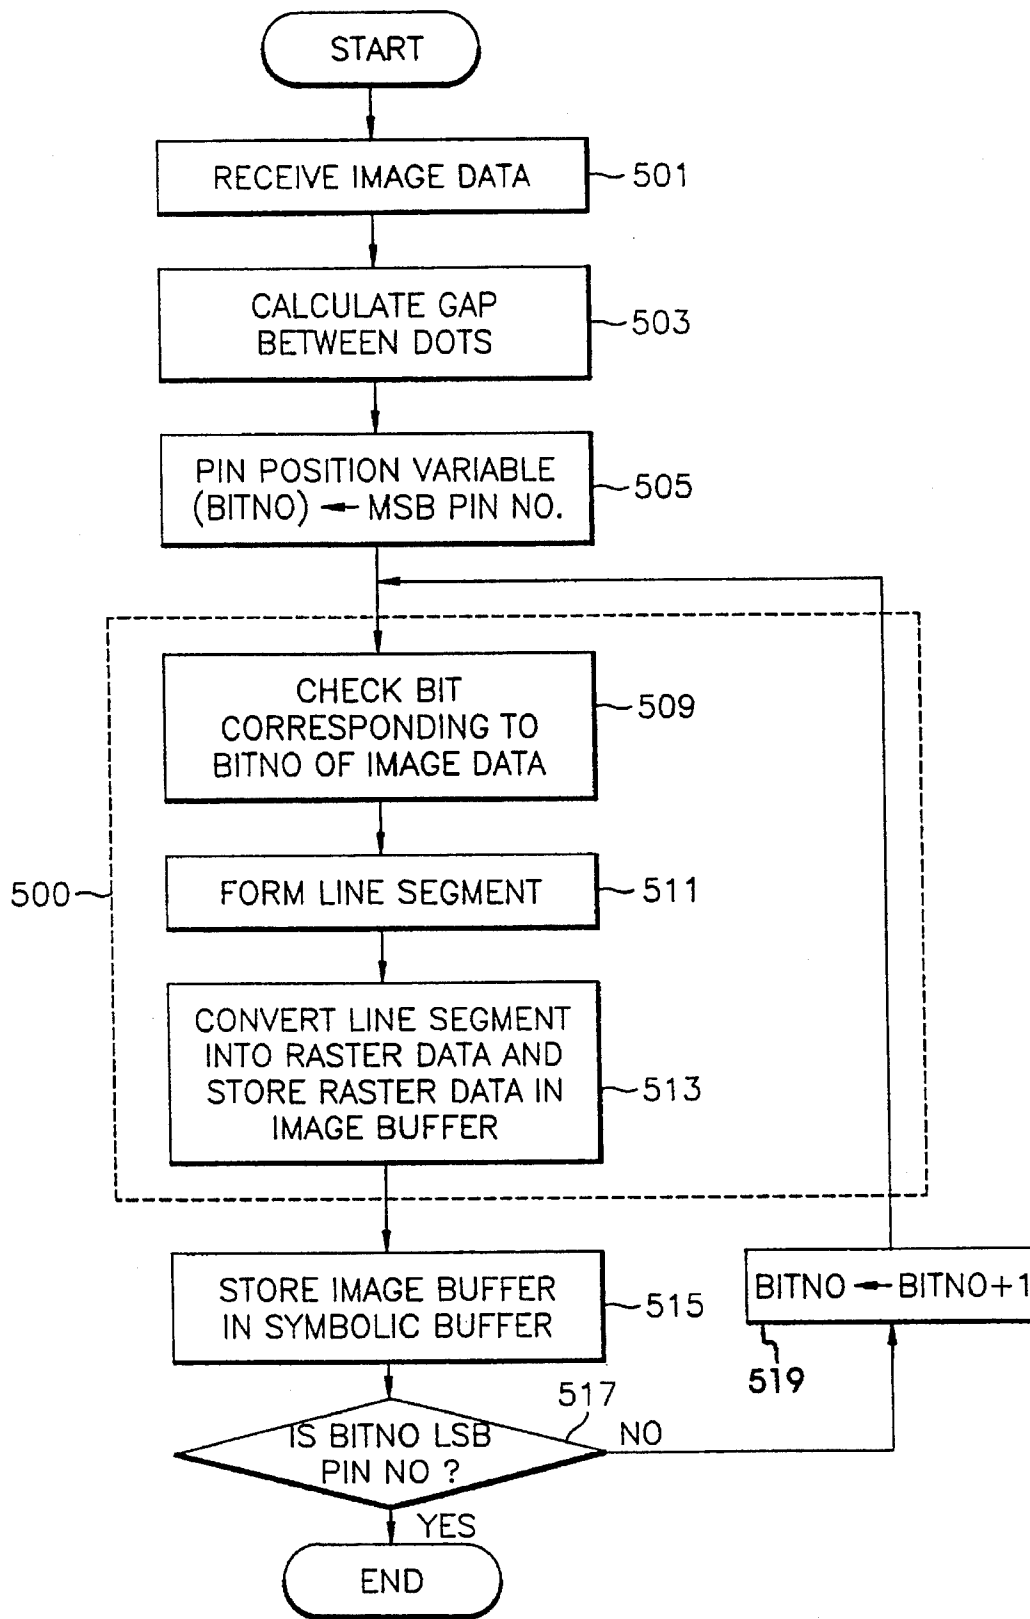 START
RECEIVE IMAGE DATA
501
CALCULATE GAP
BETWEEN DOTS
503
PIN POSITION VARIABLE
(BITNO) ← MSB PIN NO.
505
CHECK BIT
CORRESPONDING TO
BITNO OF IMAGE DATA
509
500
FORM LINE SEGMENT
511
CONVERT LINE SEGMENT
INTO RASTER DATA AND
STORE RASTER DATA IN
IMAGE BUFFER
513
STORE IMAGE BUFFER
IN SYMBOLIC BUFFER
515
BITNO ← BITNO+1
519
517
IS BITNO LSB
PIN NO ?
NO
YES
END